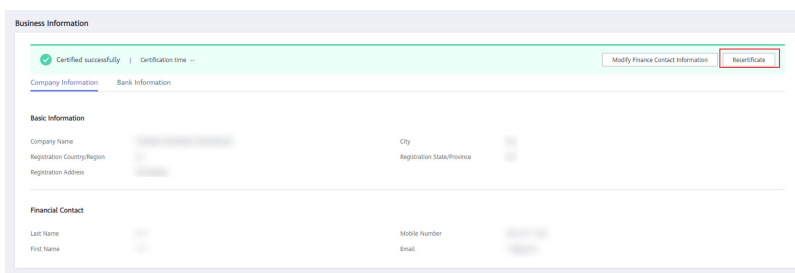 Business Information
Certified successfully | Certification time -- Modify Finance Contact Information Recertificate
Company Information Bank Information
Basic Information
Company Name City
Registration Country/Region Registration State/Province
Registration Address
Financial Contact
Last Name Mobile Number
First Name Email